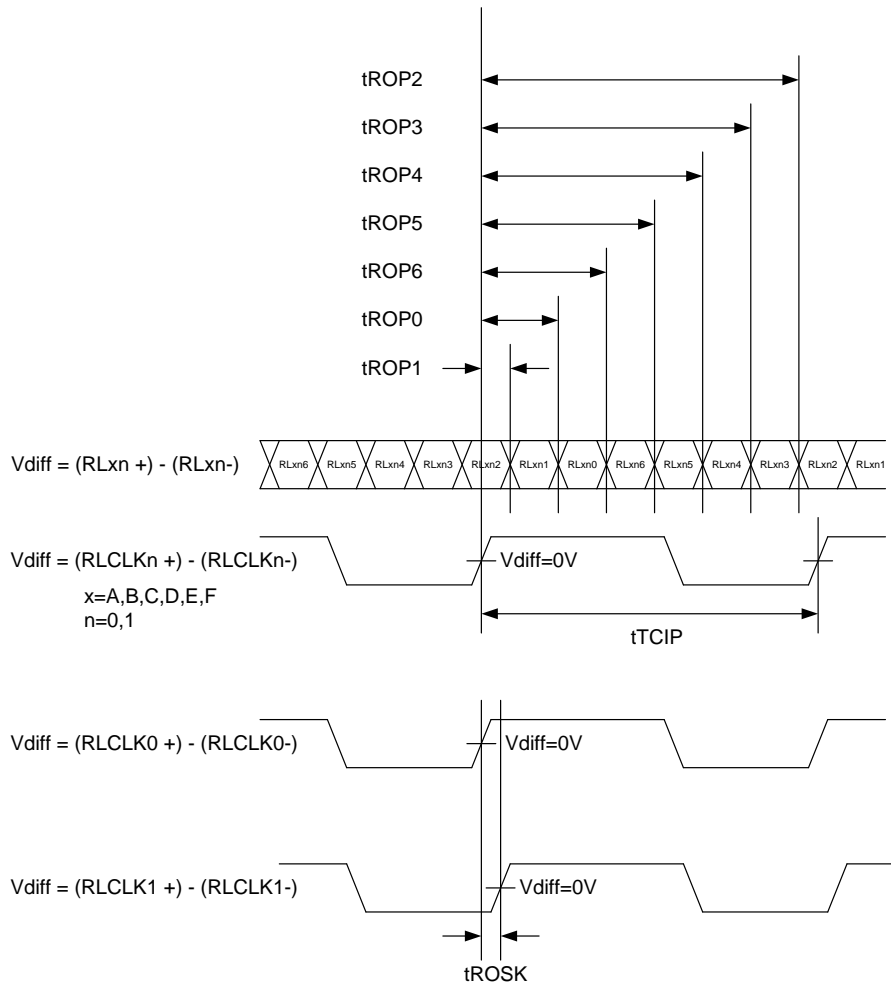 tROP2
tROP3
tROP4
tROP5
tROP6
tROP0
tROP1
Vdiff = (RLxn +) - (RLxn-)
RLxn6 RLxn5 RLxn4 RLxn3 RLxn2 RLxn1 RLxn0 RLxn6 RLxn5 RLxn4 RLxn3 RLxn2 RLxn1
Vdiff = (RLCLKn +) - (RLCLKn-)
Vdiff=0V
x=A,B,C,D,E,F
n=0,1
tTCIP
Vdiff = (RLCLK0 +) - (RLCLK0-)
Vdiff=0V
Vdiff = (RLCLK1 +) - (RLCLK1-)
Vdiff=0V
tROSK